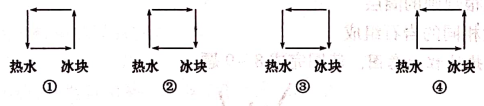 热水 冰块 热水 冰块 热水 冰块 热水 冰块
① ② ③ ④